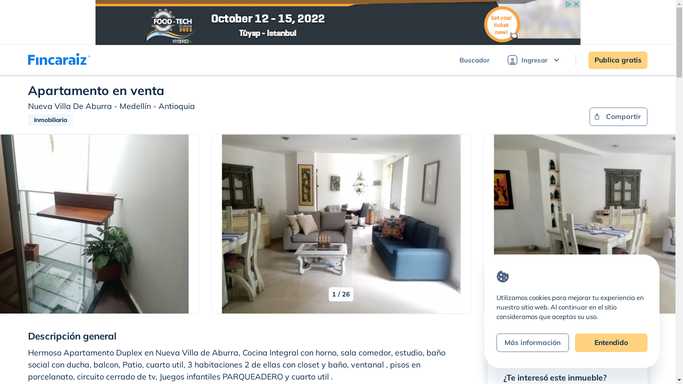 FOOD-TECH
October 12 - 15, 2022
Tüyap - Istanbul
Get your
ticket
now!
Fincaraiz
Buscador
Ingresar
Publica gratis
Apartamento en venta
Nueva Villa De Aburra - Medellín - Antioquia
Inmobiliaria
Compartir
1 / 26
Utilizamos cookies para mejorar tu experiencia en
nuestro sitio web. Al continuar en el sitio
consideramos que aceptas su uso.
Más información
Entendido
Descripción general
Hermoso Apartamento Duplex en Nueva Villa de Aburra, Cocina Integral con horno, sala comedor, estudio, baño
social con ducha, balcon, Patio, cuarto util, 3 habitaciones 2 de ellas con closet y baño, ventanal , pisos en
porcelanato, circuito cerrado de tv, Juegos infantiles PARQUEADERO y cuarto util .
¿Te interesó este inmueble?